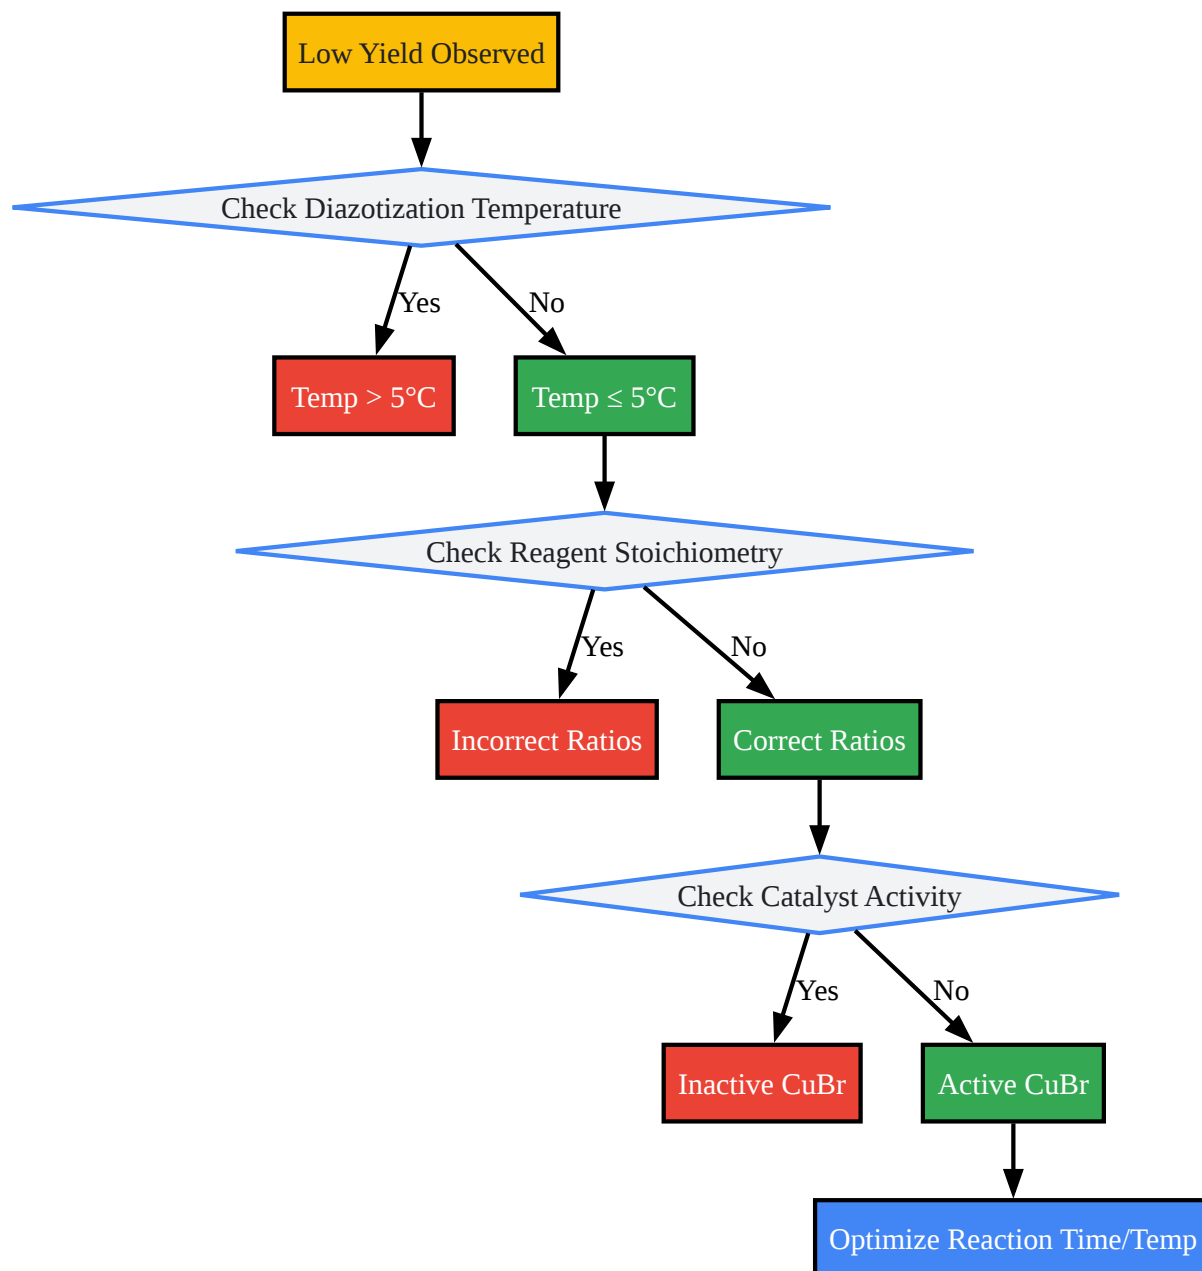 Low Yield Observed
Check Diazotization Temperature
Yes
No
Temp > 5°C
Temp ≤ 5°C
Check Reagent Stoichiometry
Yes
No
Incorrect Ratios
Correct Ratios
Check Catalyst Activity
Yes
No
Inactive CuBr
Active CuBr
Optimize Reaction Time/Temp